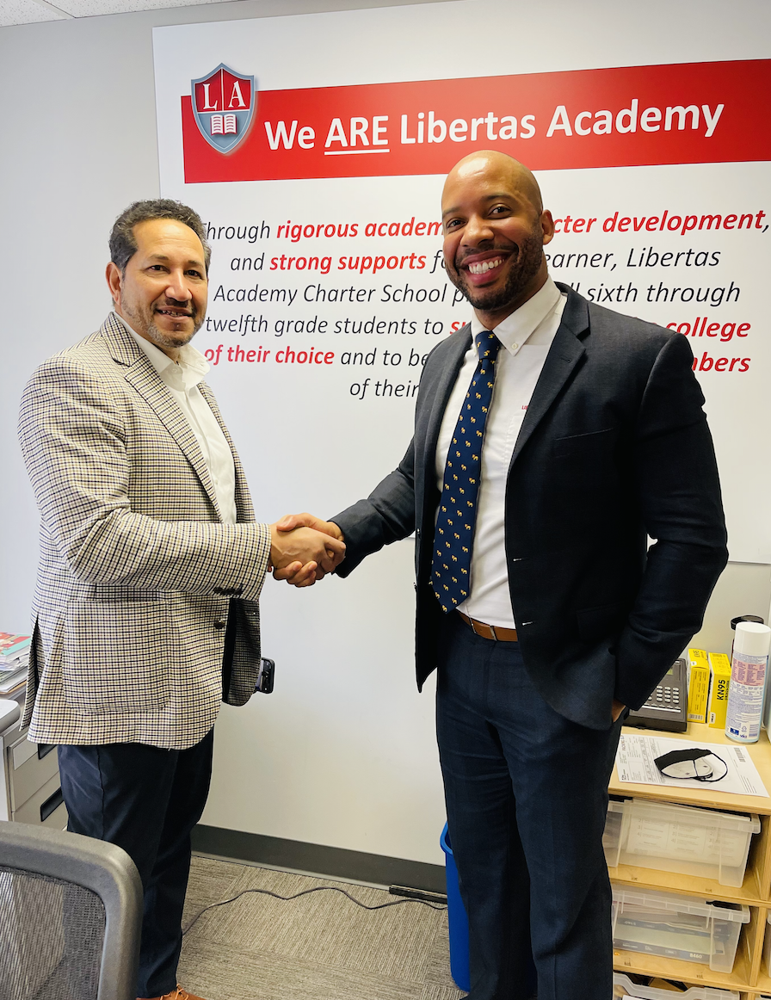 L A
We ARE Libertas Academy
hrough rigorous academ cter development,
and strong supports f earner, Libertas
Academy Charter School p ll sixth through
twelfth grade students to s college
of their choice and to be mbers
of their
KN95